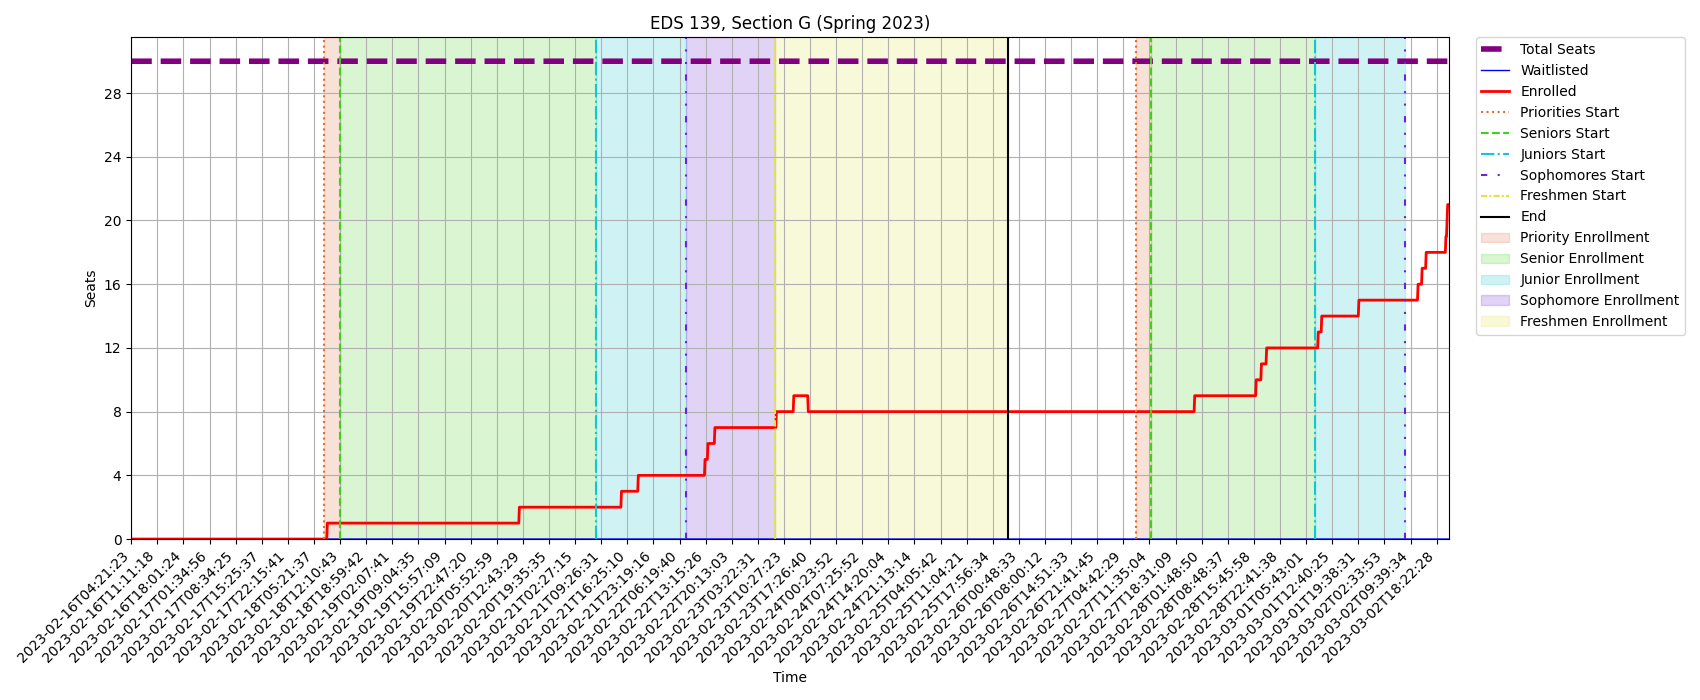 EDS 139, Section G (Spring 2023)
Seats
28
24
20
16
12
8
4
0
2023-02-16T04:21:23
2023-02-16T11:11:18
2023-02-16T18:01:24
2023-02-17T01:34:56
2023-02-17T08:34:25
2023-02-17T15:25:37
2023-02-17T22:15:41
2023-02-18T05:21:37
2023-02-18T12:10:43
2023-02-18T18:59:42
2023-02-19T02:07:41
2023-02-19T09:04:35
2023-02-19T15:57:09
2023-02-19T22:47:20
2023-02-20T05:52:59
2023-02-20T12:43:29
2023-02-20T19:35:35
2023-02-21T02:27:15
2023-02-21T09:26:31
2023-02-21T16:25:10
2023-02-21T23:19:16
2023-02-22T06:19:40
2023-02-22T13:15:26
2023-02-22T20:13:03
2023-02-23T03:22:31
2023-02-23T10:27:23
2023-02-23T17:26:40
2023-02-24T00:23:52
2023-02-24T07:25:52
2023-02-24T14:20:04
2023-02-24T21:13:14
2023-02-25T04:05:42
2023-02-25T11:04:21
2023-02-25T17:56:34
2023-02-26T00:48:33
2023-02-26T08:00:12
2023-02-26T14:51:33
2023-02-26T21:41:45
2023-02-27T04:42:29
2023-02-27T11:35:04
2023-02-27T18:31:09
2023-02-28T01:48:50
2023-02-28T08:48:37
2023-02-28T15:45:58
2023-02-28T22:41:38
2023-03-01T05:43:01
2023-03-01T12:40:25
2023-03-01T19:38:31
2023-03-02T02:33:53
2023-03-02T09:39:34
2023-03-02T18:22:28
Time
Total Seats
Waitlisted
Enrolled
Priorities Start
Seniors Start
Juniors Start
Sophomores Start
Freshmen Start
End
Priority Enrollment
Senior Enrollment
Junior Enrollment
Sophomore Enrollment
Freshmen Enrollment